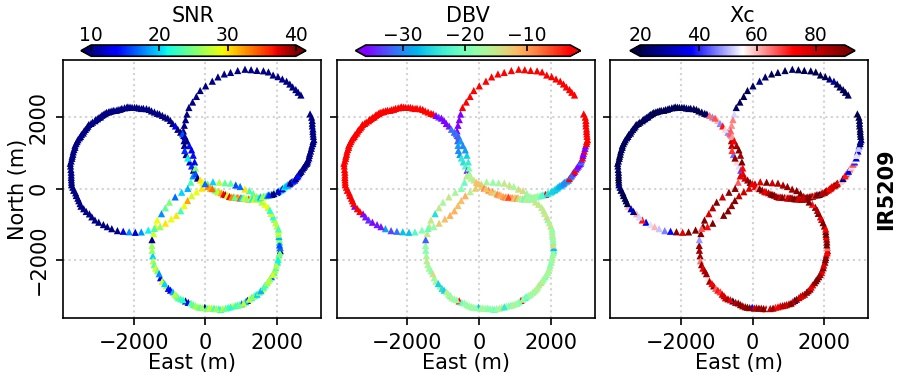 SNR DBV Xc
10 20 30 40 −30 −20 −10 20 40 60 80
2000
0
−2000
North (m)
IR5209
−2000 0 2000 −2000 0 2000 −2000 0 2000
East (m) East (m) East (m)